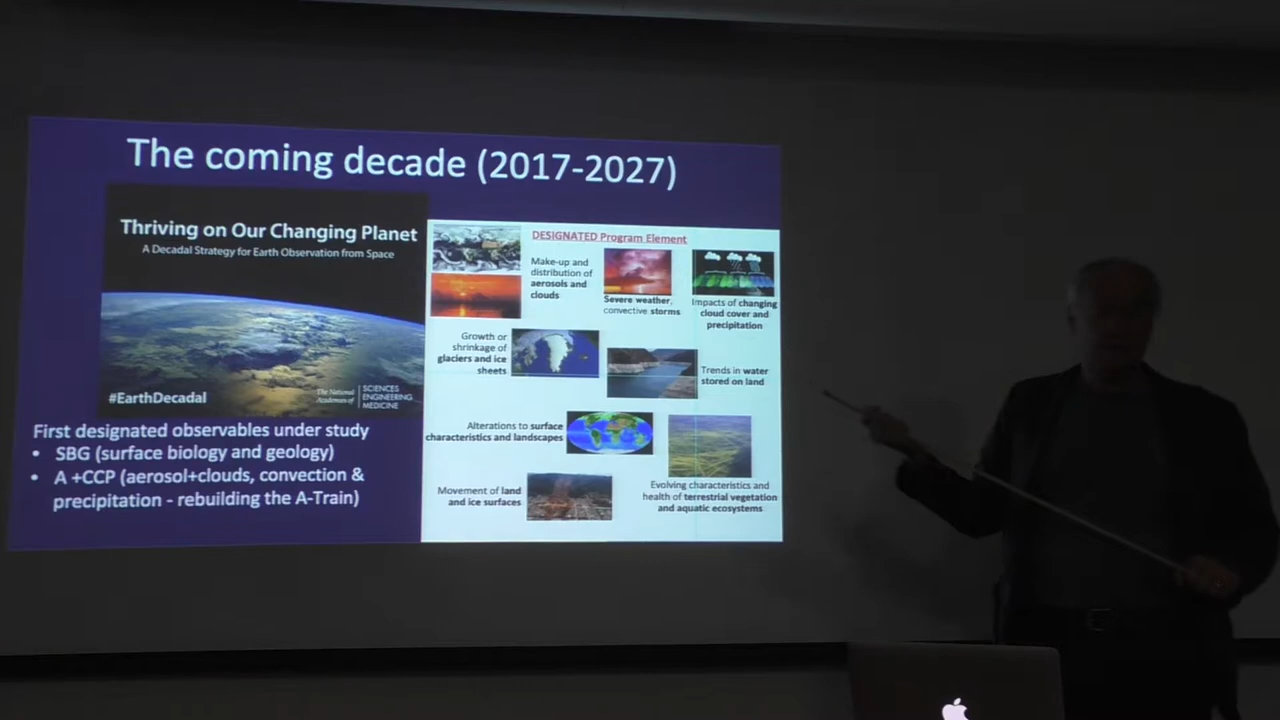 The coming decade (2017-2027)
Thriving on Our Changing Planet
A Decadal Strategy for Earth Observation from Space
#EarthDecadal
The National
Academies of
SCIENCES
ENGINEERING
MEDICINE
First designated observables under study
• SBG (surface biology and geology)
• A +CCP (aerosol+clouds, convection &
precipitation - rebuilding the A-Train)
DESIGNATED Program Element
Make-up and
distribution of
aerosols and
clouds
Severe weather,
convective storms
Impacts of changing
cloud cover and
precipitation
Growth or
shrinkage of
glaciers and ice
sheets
Trends in water
stored on land
Alterations to surface
characteristics and landscapes
Movement of land
and ice surfaces
Evolving characteristics and
health of terrestrial vegetation
and aquatic ecosystems